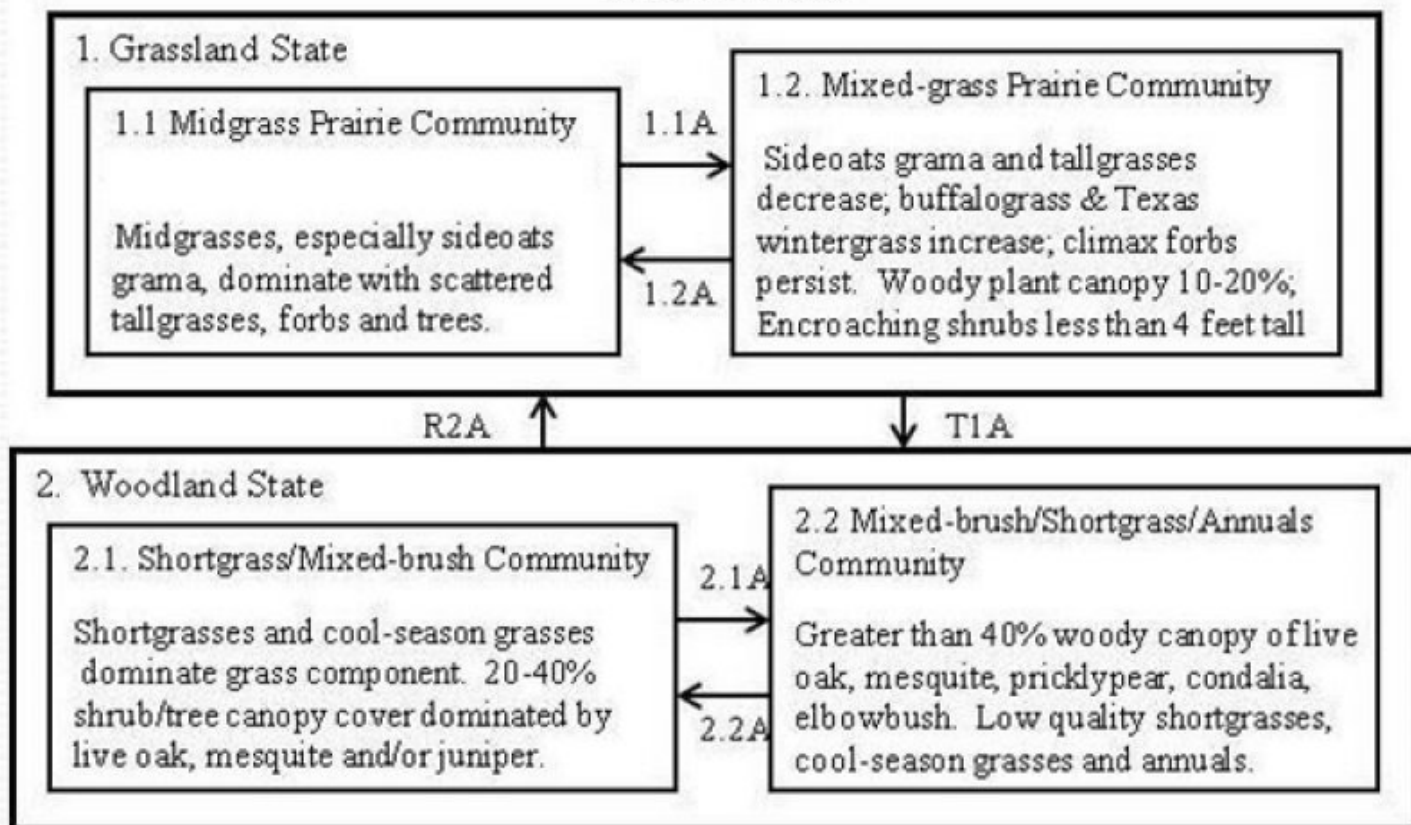 1. Grassland State
1.1 Midgrass Prairie Community
Midgrasses, especially sideoats
grama, dominate with scattered
tallgrasses, forbs and trees.
1.1A
1.2A
1.2. Mixed-grass Prairie Community
Sideoats grama and tallgrasses
decrease; buffalograss & Texas
wintergrass increase; climax forbs
persist. Woody plant canopy 10-20%;
Encroaching shrubs less than 4 feet tall
R2A
T1A
2. Woodland State
2.1. Shortgrass/Mixed-brush Community
Shortgrasses and cool-season grasses
dominate grass component. 20-40%
shrub/tree canopy cover dominated by
live oak, mesquite and/or juniper.
2.1A
2.2A
2.2 Mixed-brush/Shortgrass/Annuals
Community
Greater than 40% woody canopy of live
oak, mesquite, pricklypear, condalia,
elbowbush. Low quality shortgrasses,
cool-season grasses and annuals.